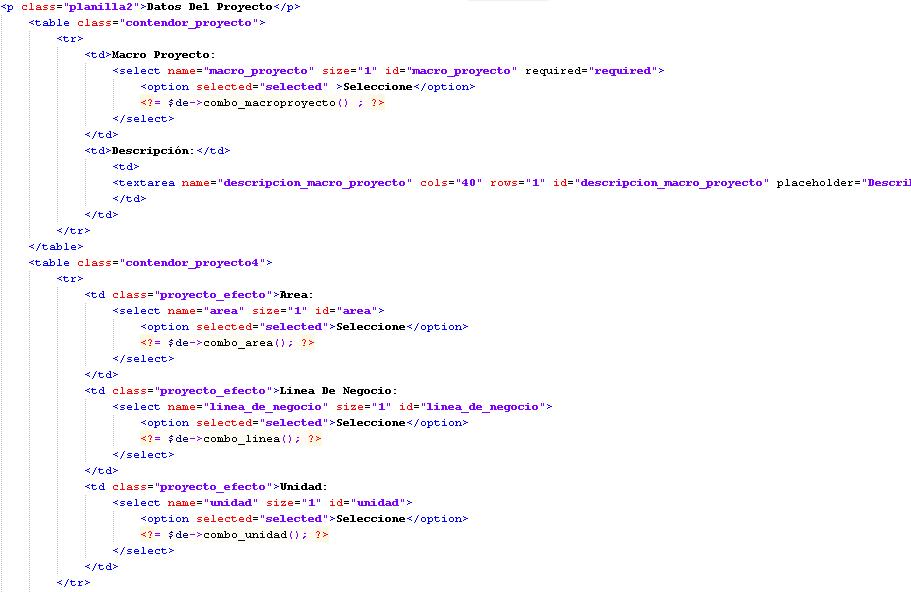 <p class="planilla2">Datos Del Proyecto</p>
<table class="contendor_proyecto">
<tr>
<td>Macro Proyecto:
<select name="macro_proyecto" size="1" id="macro_proyecto" required="required">
<option selected="selected" >Seleccione</option>
<?= $de->combo_macroproyecto() ; ?>
</select>
</td>
<td>Descripción:</td>
<td>
<textarea name="descripcion_macro_proyecto" cols="40" rows="1" id="descripcion_macro_proyecto" placeholder="Descril
</td>
</td>
</tr>
</table>
<table class="contendor_proyecto4">
<tr>
<td class="proyecto_efecto">Area:
<select name="area" size="1" id="area">
<option selected="selected">Seleccione</option>
<?= $de->combo_area(); ?>
</select>
</td>
<td class="proyecto_efecto">Linea De Negocio:
<select name="linea_de_negocio" size="1" id="linea_de_negocio">
<option selected="selected">Seleccione</option>
<?= $de->combo_linea(); ?>
</select>
</td>
<td class="proyecto_efecto">Unidad:
<select name="unidad" size="1" id="unidad">
<option selected="selected">Seleccione</option>
<?= $de->combo_unidad(); ?>
</select>
</td>
</tr>